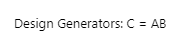 Design Generators: C = AB